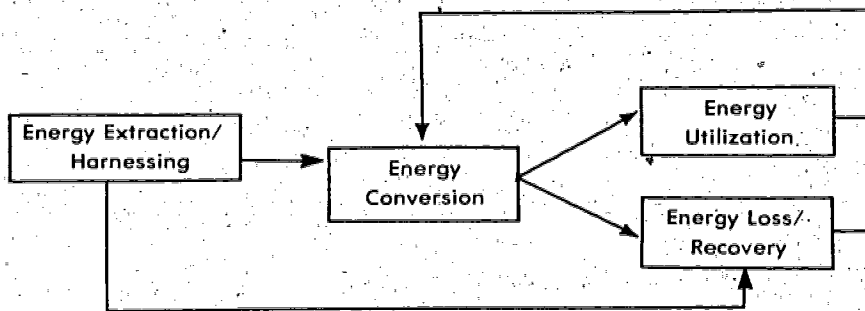 Energy Extraction/
Harnessing
Energy
Conversion
Energy
Utilization
Energy Loss/
Recovery